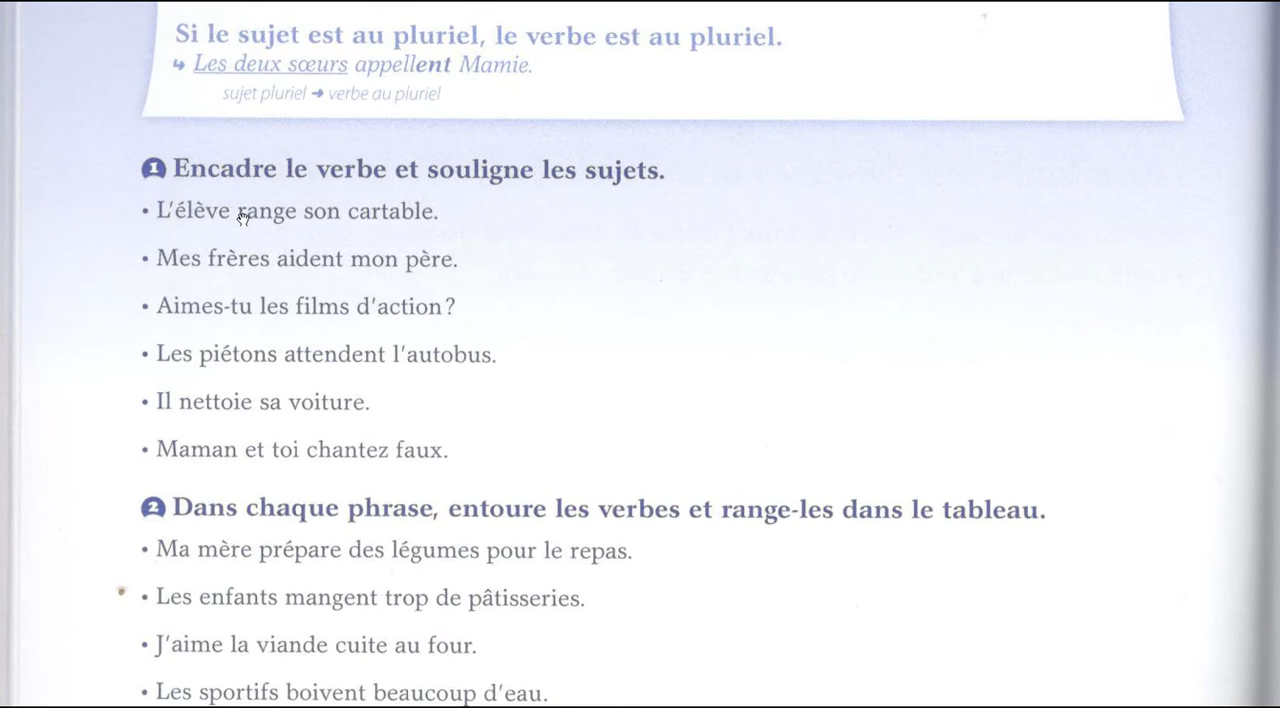 Si le sujet est au pluriel, le verbe est au pluriel.
↳ Les deux sœurs appellent Mamie.
sujet pluriel → verbe au pluriel
1 Encadre le verbe et souligne les sujets.
• L'élève range son cartable.
• Mes frères aident mon père.
• Aimes-tu les films d'action ?
• Les piétons attendent l'autobus.
• Il nettoie sa voiture.
• Maman et toi chantez faux.
2 Dans chaque phrase, entoure les verbes et range-les dans le tableau.
• Ma mère prépare des légumes pour le repas.
• Les enfants mangent trop de pâtisseries.
• J'aime la viande cuite au four.
• Les sportifs boivent beaucoup d'eau.